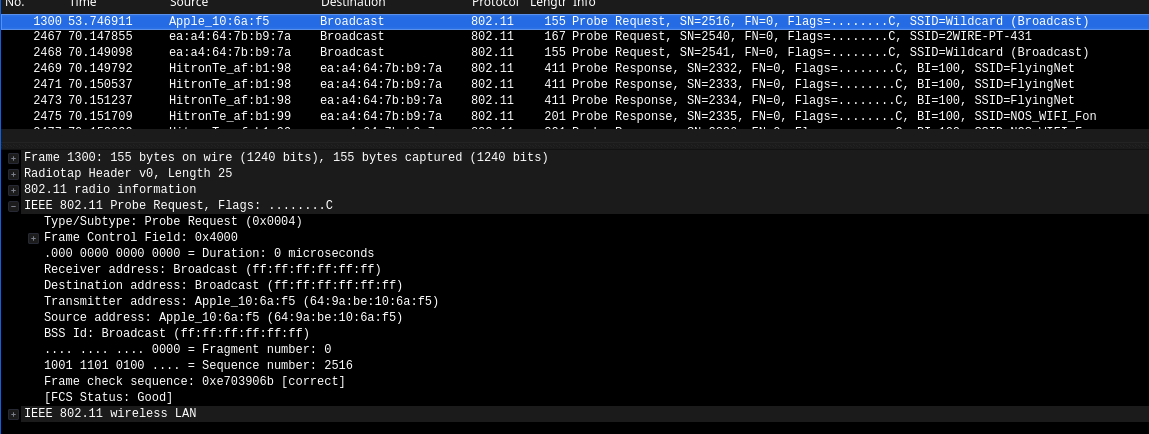 No. Time Source Destination Protocol Length Info
1300 53.746911 Apple_10:6a:f5 Broadcast 802.11 155 Probe Request, SN=2516, FN=0, Flags=........C, SSID=Wildcard (Broadcast)
2467 70.147855 ea:a4:64:7b:b9:7a Broadcast 802.11 167 Probe Request, SN=2540, FN=0, Flags=........C, SSID=2WIRE-PT-431
2468 70.149098 ea:a4:64:7b:b9:7a Broadcast 802.11 155 Probe Request, SN=2541, FN=0, Flags=........C, SSID=Wildcard (Broadcast)
2469 70.149792 HitronTe_af:b1:98 ea:a4:64:7b:b9:7a 802.11 411 Probe Response, SN=2332, FN=0, Flags=........C, BI=100, SSID=FlyingNet
2471 70.150537 HitronTe_af:b1:98 ea:a4:64:7b:b9:7a 802.11 411 Probe Response, SN=2333, FN=0, Flags=........C, BI=100, SSID=FlyingNet
2473 70.151237 HitronTe_af:b1:98 ea:a4:64:7b:b9:7a 802.11 411 Probe Response, SN=2334, FN=0, Flags=........C, BI=100, SSID=FlyingNet
2475 70.151709 HitronTe_af:b1:99 ea:a4:64:7b:b9:7a 802.11 201 Probe Response, SN=2335, FN=0, Flags=........C, BI=100, SSID=NOS_WIFI_Fon
Frame 1300: 155 bytes on wire (1240 bits), 155 bytes captured (1240 bits)
Radiotap Header v0, Length 25
802.11 radio information
IEEE 802.11 Probe Request, Flags: ........C
Type/Subtype: Probe Request (0x0004)
Frame Control Field: 0x4000
.000 0000 0000 0000 = Duration: 0 microseconds
Receiver address: Broadcast (ff:ff:ff:ff:ff:ff)
Destination address: Broadcast (ff:ff:ff:ff:ff:ff)
Transmitter address: Apple_10:6a:f5 (64:9a:be:10:6a:f5)
Source address: Apple_10:6a:f5 (64:9a:be:10:6a:f5)
BSS Id: Broadcast (ff:ff:ff:ff:ff:ff)
.... .... .... 0000 = Fragment number: 0
1001 1101 0100 .... = Sequence number: 2516
Frame check sequence: 0xe703906b [correct]
[FCS Status: Good]
IEEE 802.11 wireless LAN